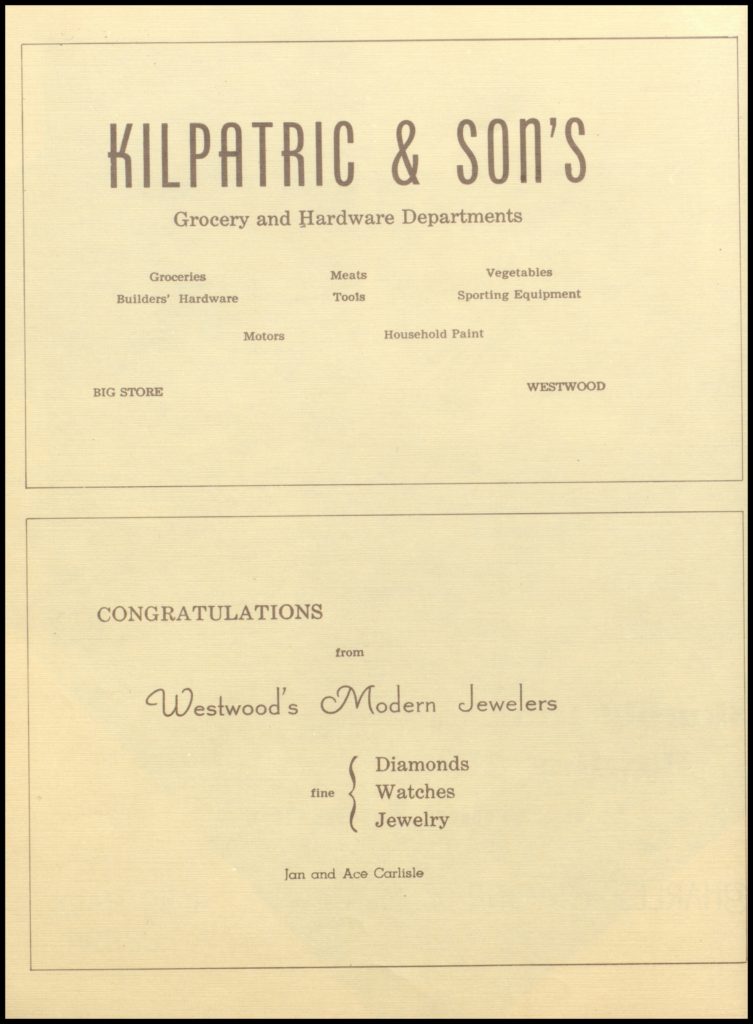 KILPATRIC & SON'S
Grocery and Hardware Departments
Groceries Meats Vegetables
Builders' Hardware Tools Sporting Equipment
Motors Household Paint
BIG STORE WESTWOOD
CONGRATULATIONS
from
Westwood's Modern Jewelers
Diamonds
fine { Watches
Jewelry
Jan and Ace Carlisle